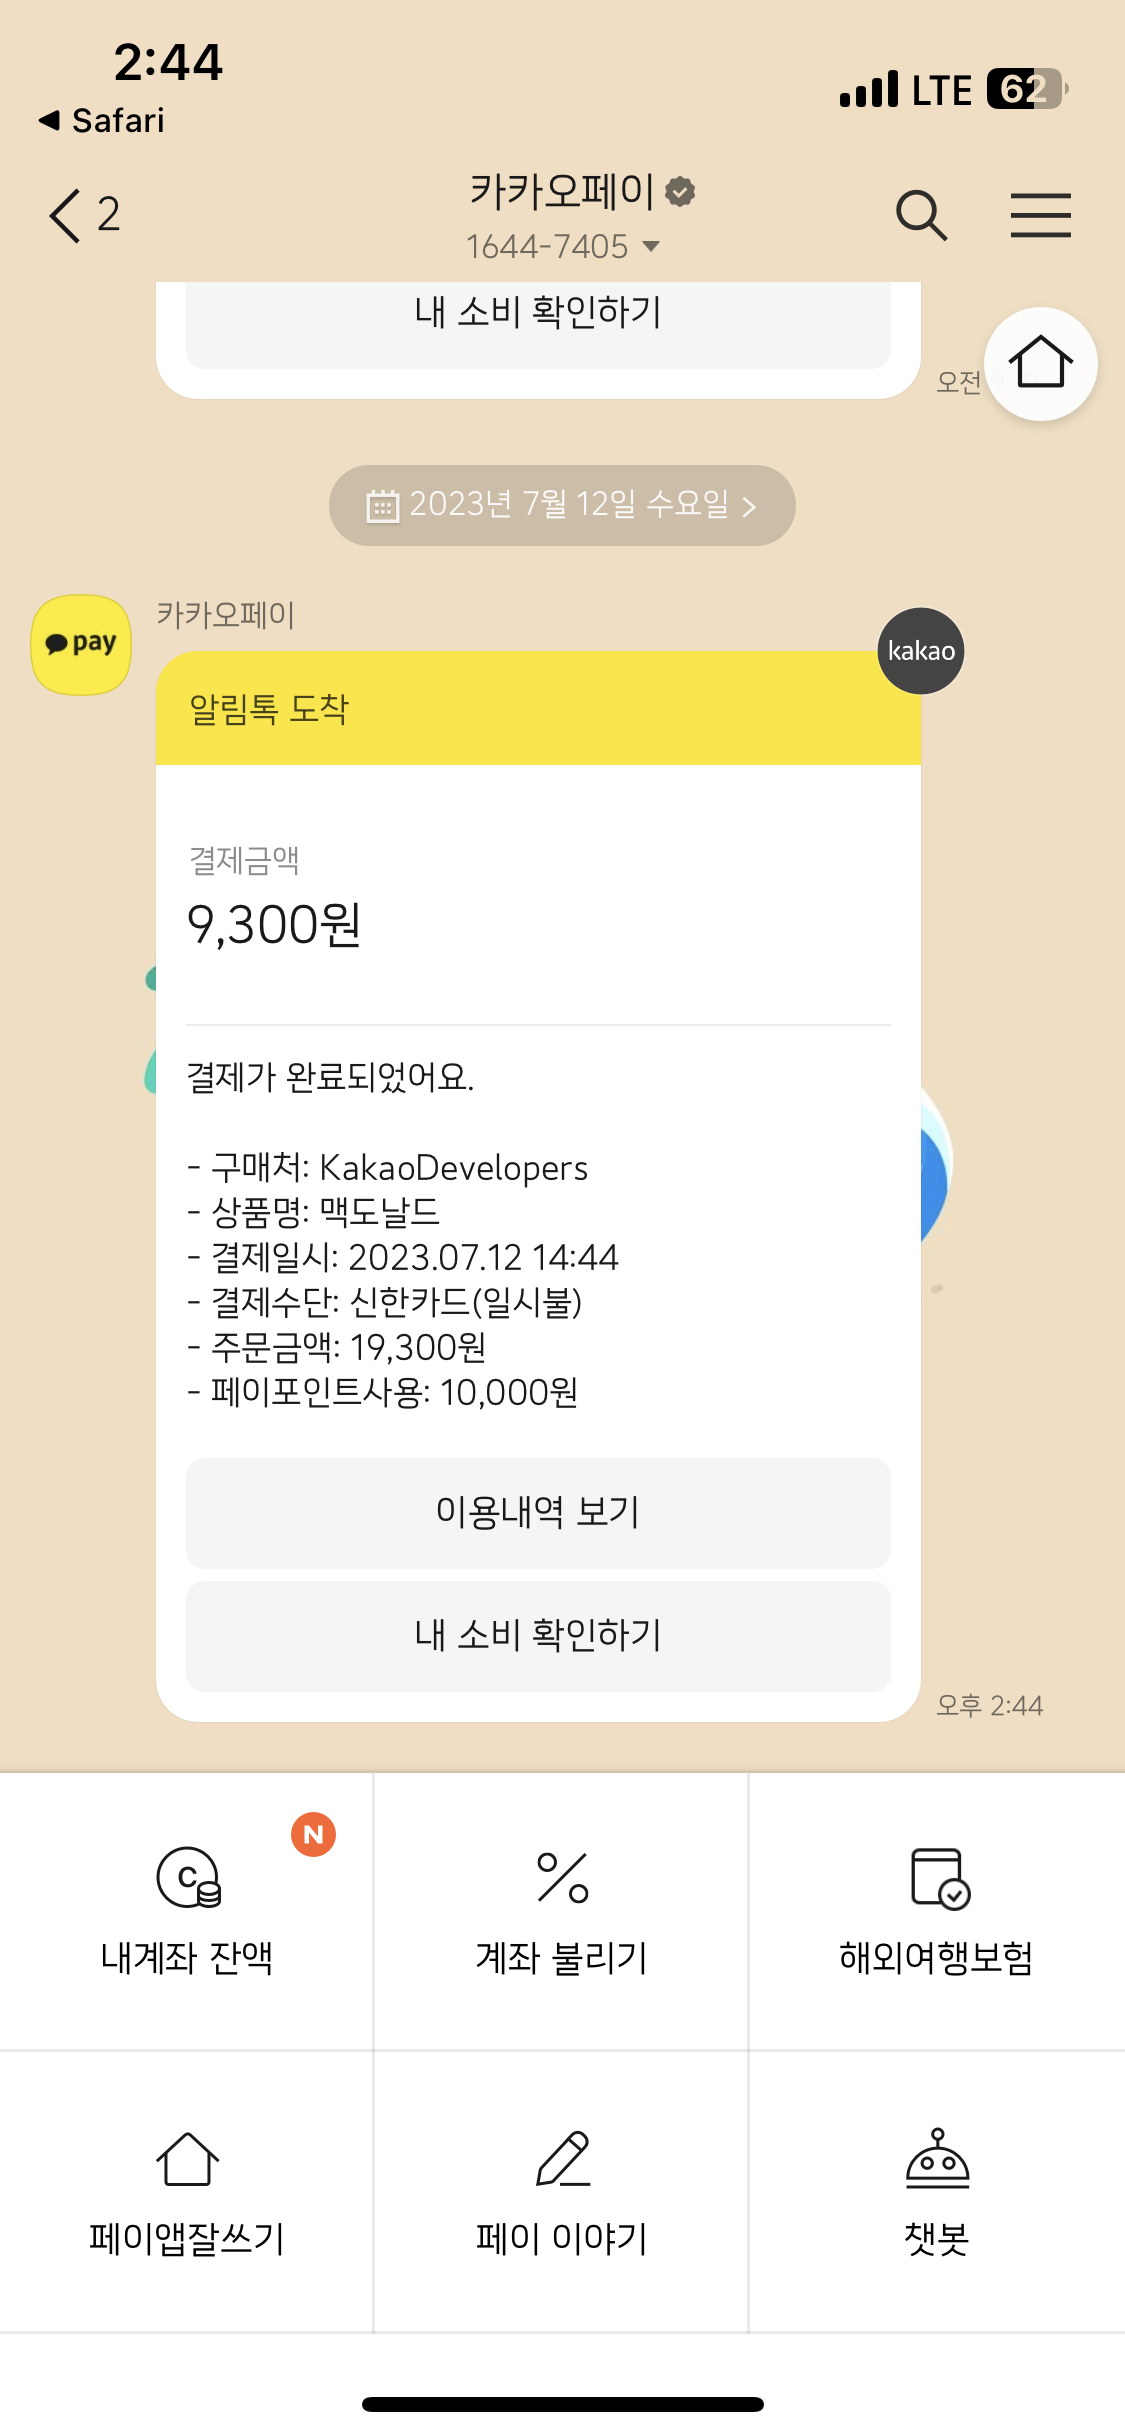 2:44
Safari
LTE 62
2
카카오페이
1644-7405
내 소비 확인하기
오전
2023년 7월 12일 수요일
pay
카카오페이
kakao
알림톡 도착
결제금액
9,300원
결제가 완료되었어요.
- 구매처: KakaoDevelopers
- 상품명: 맥도날드
- 결제일시: 2023.07.12 14:44
- 결제수단: 신한카드(일시불)
- 주문금액: 19,300원
- 페이포인트사용: 10,000원
이용내역 보기
내 소비 확인하기
오후 2:44
N
C
내계좌 잔액
계좌 불리기
해외여행보험
페이앱잘쓰기
페이 이야기
챗봇